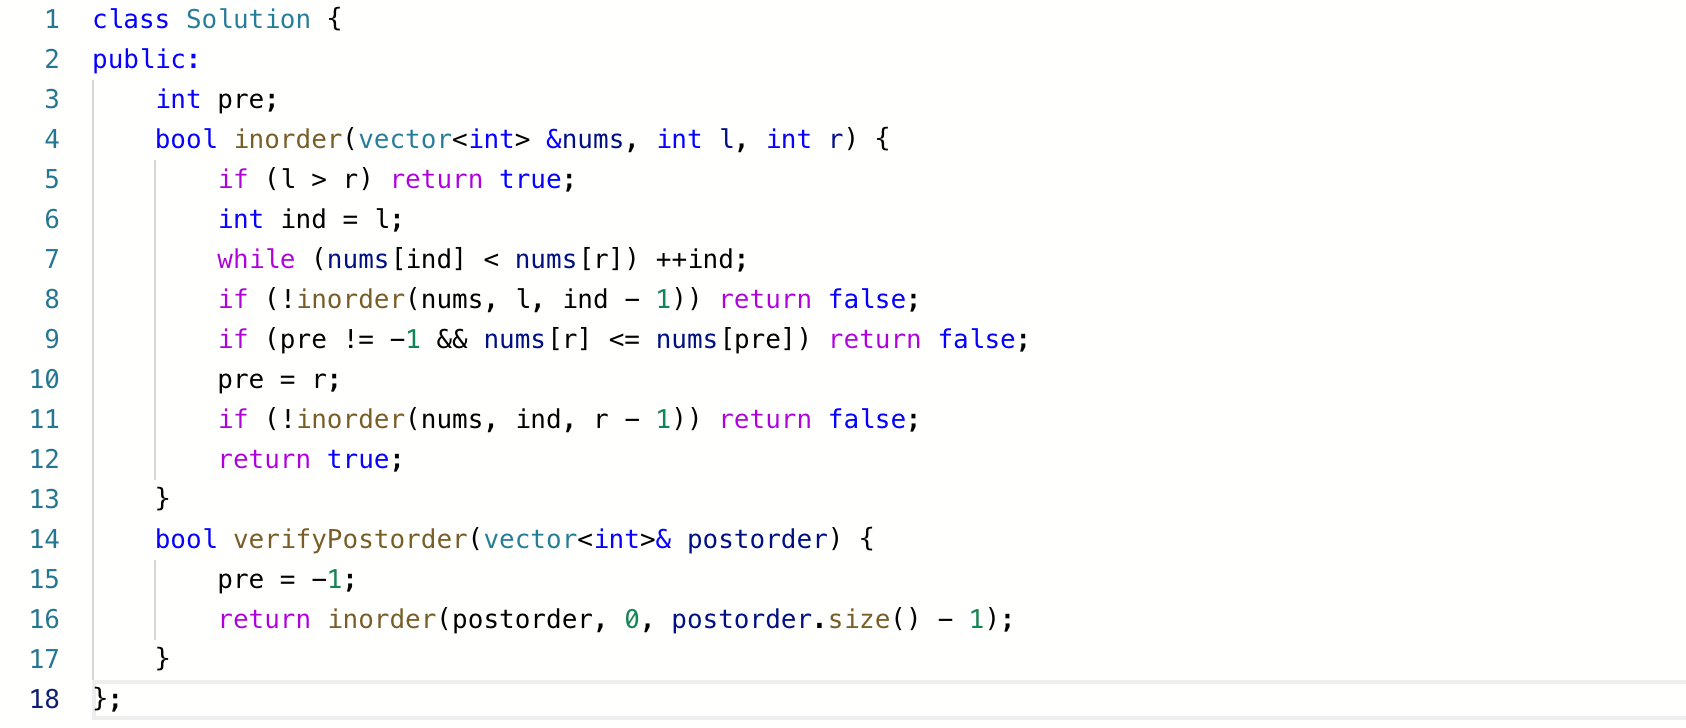 1 class Solution {
2 public:
3     int pre;
4     bool inorder(vector<int> &nums, int l, int r) {
5         if (l > r) return true;
6         int ind = l;
7         while (nums[ind] < nums[r]) ++ind;
8         if (!inorder(nums, l, ind - 1)) return false;
9         if (pre != -1 && nums[r] <= nums[pre]) return false;
10         pre = r;
11         if (!inorder(nums, ind, r - 1)) return false;
12         return true;
13     }
14     bool verifyPostorder(vector<int>& postorder) {
15         pre = -1;
16         return inorder(postorder, 0, postorder.size() - 1);
17     }
18 };